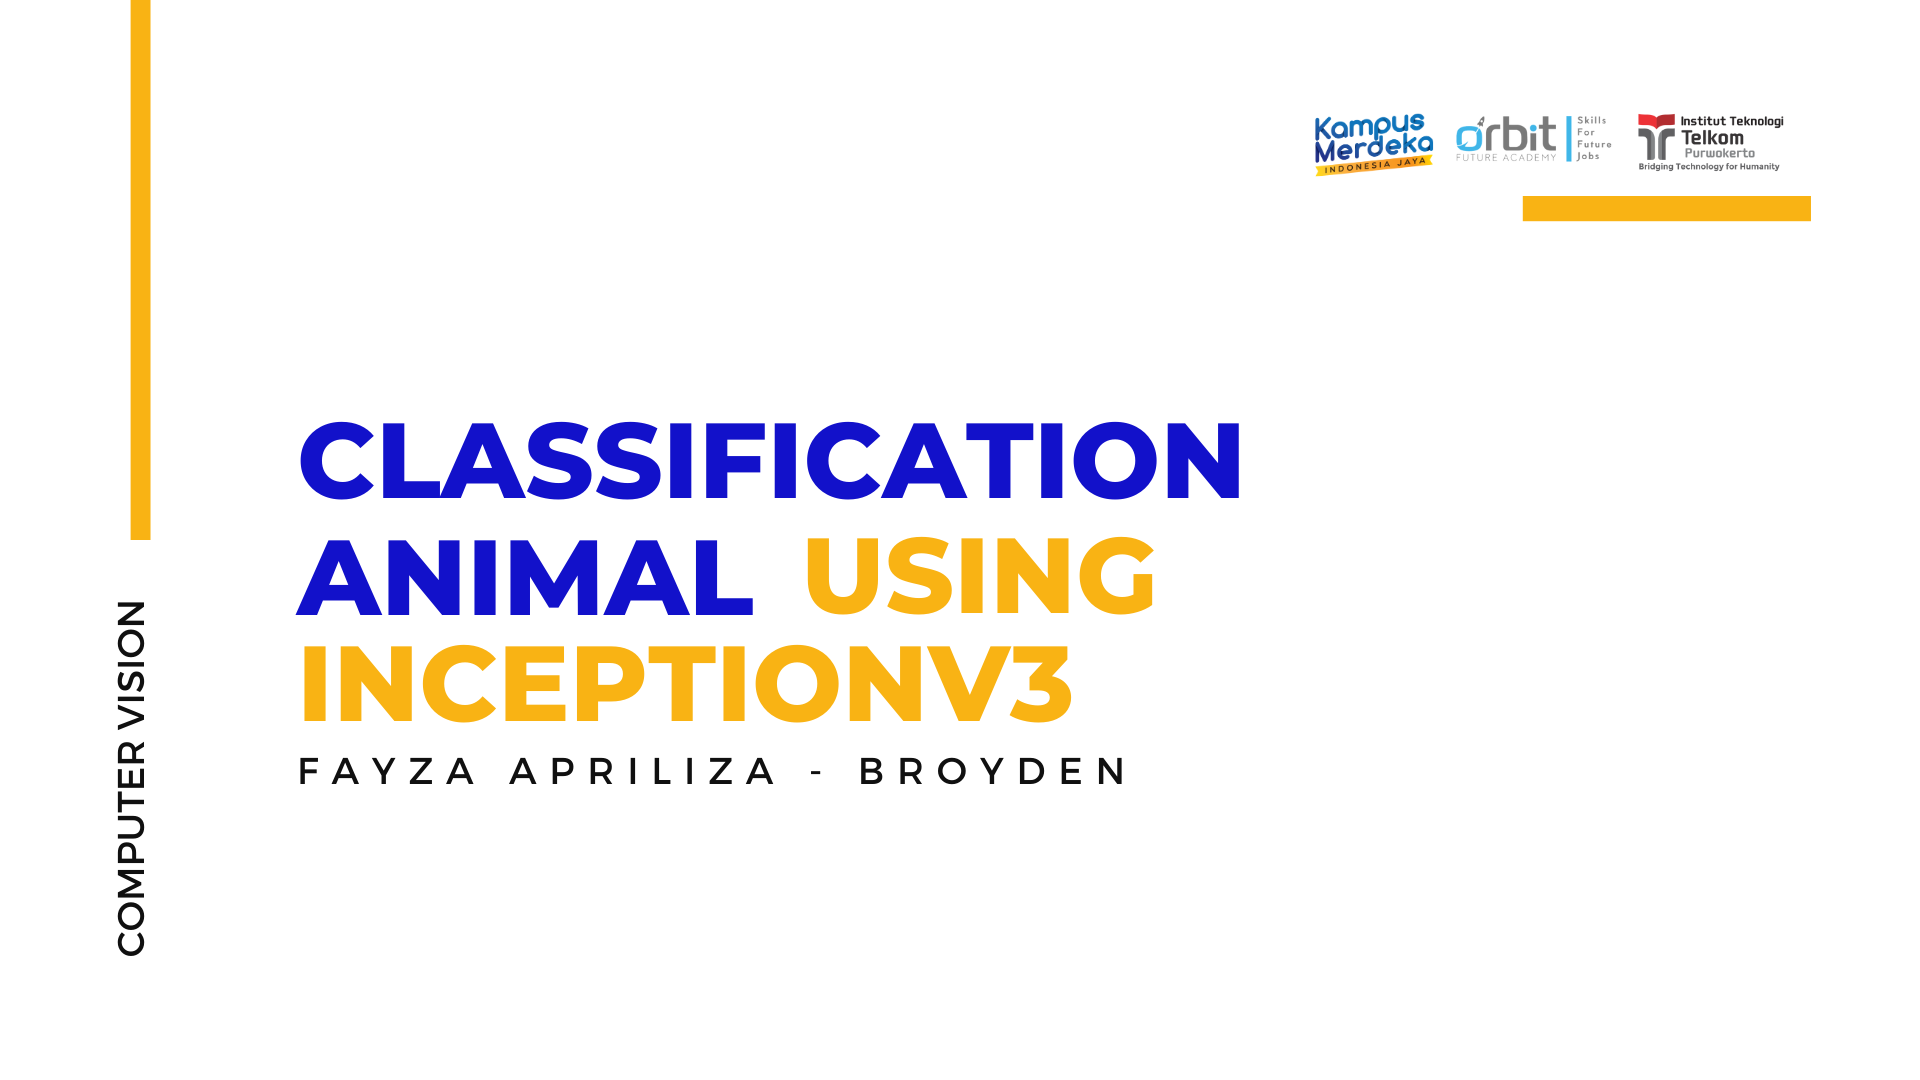 Kampus
Merdeka
INDONESIA JAYA
orbit
FUTURE ACADEMY
Skills
For
Future
Jobs
Institut Teknologi
Telkom
Purwokerto
Bridging Technology for Humanity
CLASSIFICATION
ANIMAL USING
INCEPTIONV3
FAYZA APRILIZA - BROYDEN
COMPUTER VISION